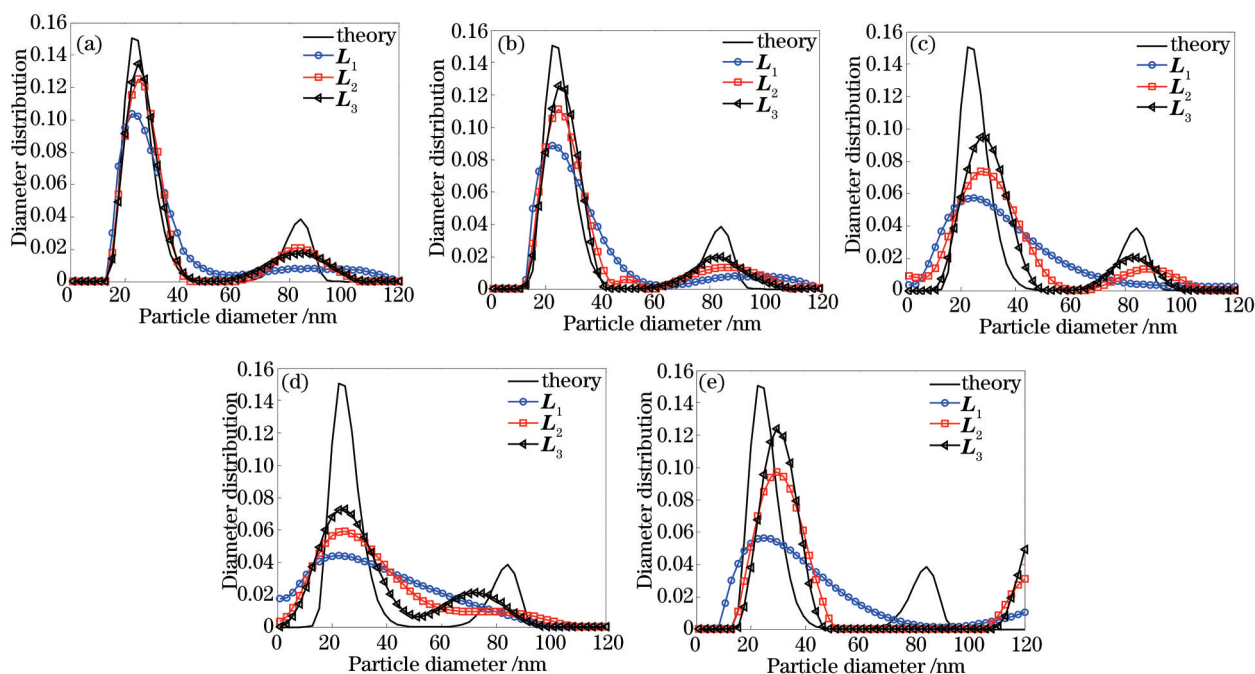 (a)
theory
L1
L2
L3
Diameter distribution
0.16
0.14
0.12
0.10
0.08
0.06
0.04
0.02
0
0 20 40 60 80 100 120
Particle diameter /nm
(b)
theory
L1
L2
L3
Diameter distribution
0.16
0.14
0.12
0.10
0.08
0.06
0.04
0.02
0
0 20 40 60 80 100 120
Particle diameter /nm
(c)
theory
L1
L2
L3
Diameter distribution
0.16
0.14
0.12
0.10
0.08
0.06
0.04
0.02
0
0 20 40 60 80 100 120
Particle diameter /nm
(d)
theory
L1
L2
L3
Diameter distribution
0.16
0.14
0.12
0.10
0.08
0.06
0.04
0.02
0
0 20 40 60 80 100 120
Particle diameter /nm
(e)
theory
L1
L2
L3
Diameter distribution
0.16
0.14
0.12
0.10
0.08
0.06
0.04
0.02
0
0 20 40 60 80 100 120
Particle diameter /nm